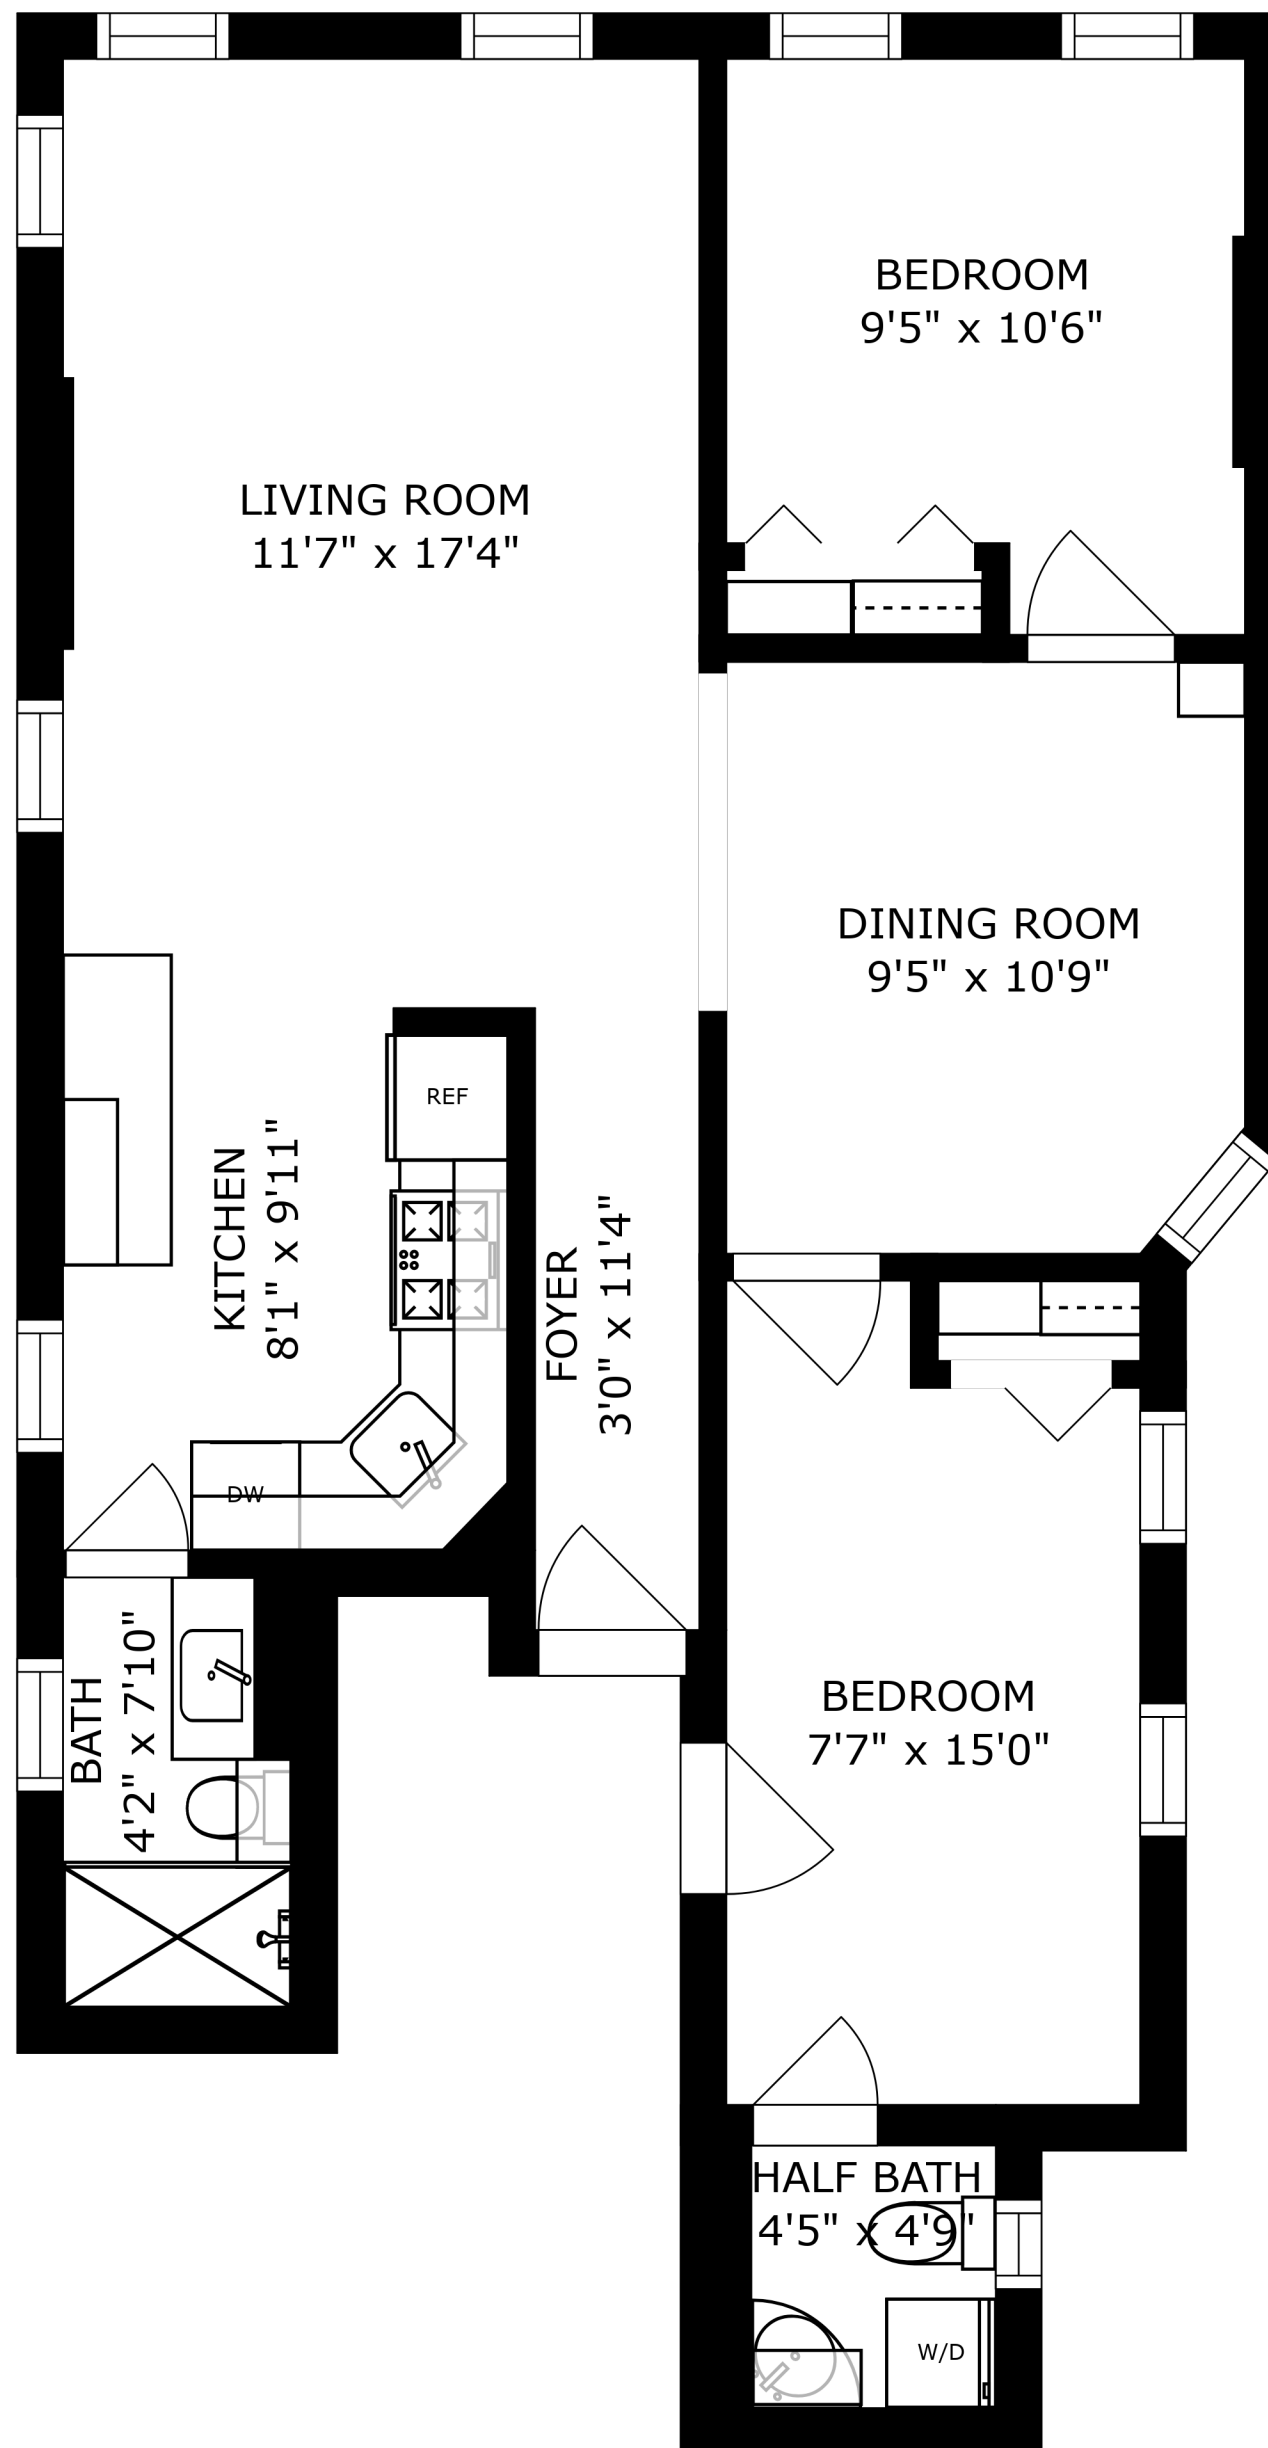 BEDROOM
9'5" x 10'6"
LIVING ROOM
11'7" x 17'4"
DINING ROOM
9'5" x 10'9"
REF
KITCHEN
8'1" x 9'11"
FOYER
3'0" x 11'4"
DW
BATH
4'2" x 7'10"
BEDROOM
7'7" x 15'0"
HALF BATH
4'5" x 4'9"
W/D